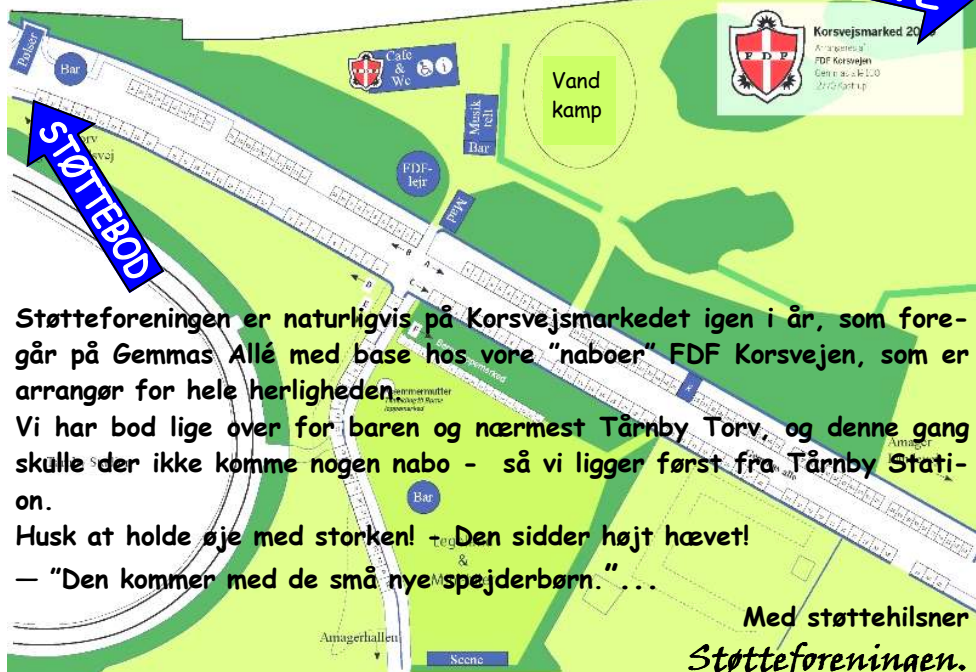 Pølser
Bar
Cafe
&
Wc
Musik
telt
Bar
Vand
kamp
Korsvejsmarked
Arrangeres af
FDF Korsvejen
FDF
STØTTEBOD
FDF-
lejr
Mad
B
A
C
D
E
Støtteforeningen er naturligvis på Korsvejsmarkedet igen i år, som fore-
går på Gemmas Allé med base hos vore ”naboer” FDF Korsvejen, som er
arrangør for hele herligheden.
Vi har bod lige over for baren og nærmest Tårnby Torv, og denne gang
skulle der ikke komme nogen nabo - så vi ligger først fra Tårnby Stati-
on.
Husk at holde øje med storken! - Den sidder højt hævet!
— ”Den kommer med de små nye spejderbørn.”...
Med støttehilsner
Støtteforeningen.
Amager
Bar
&
Amagerhallen
Scene